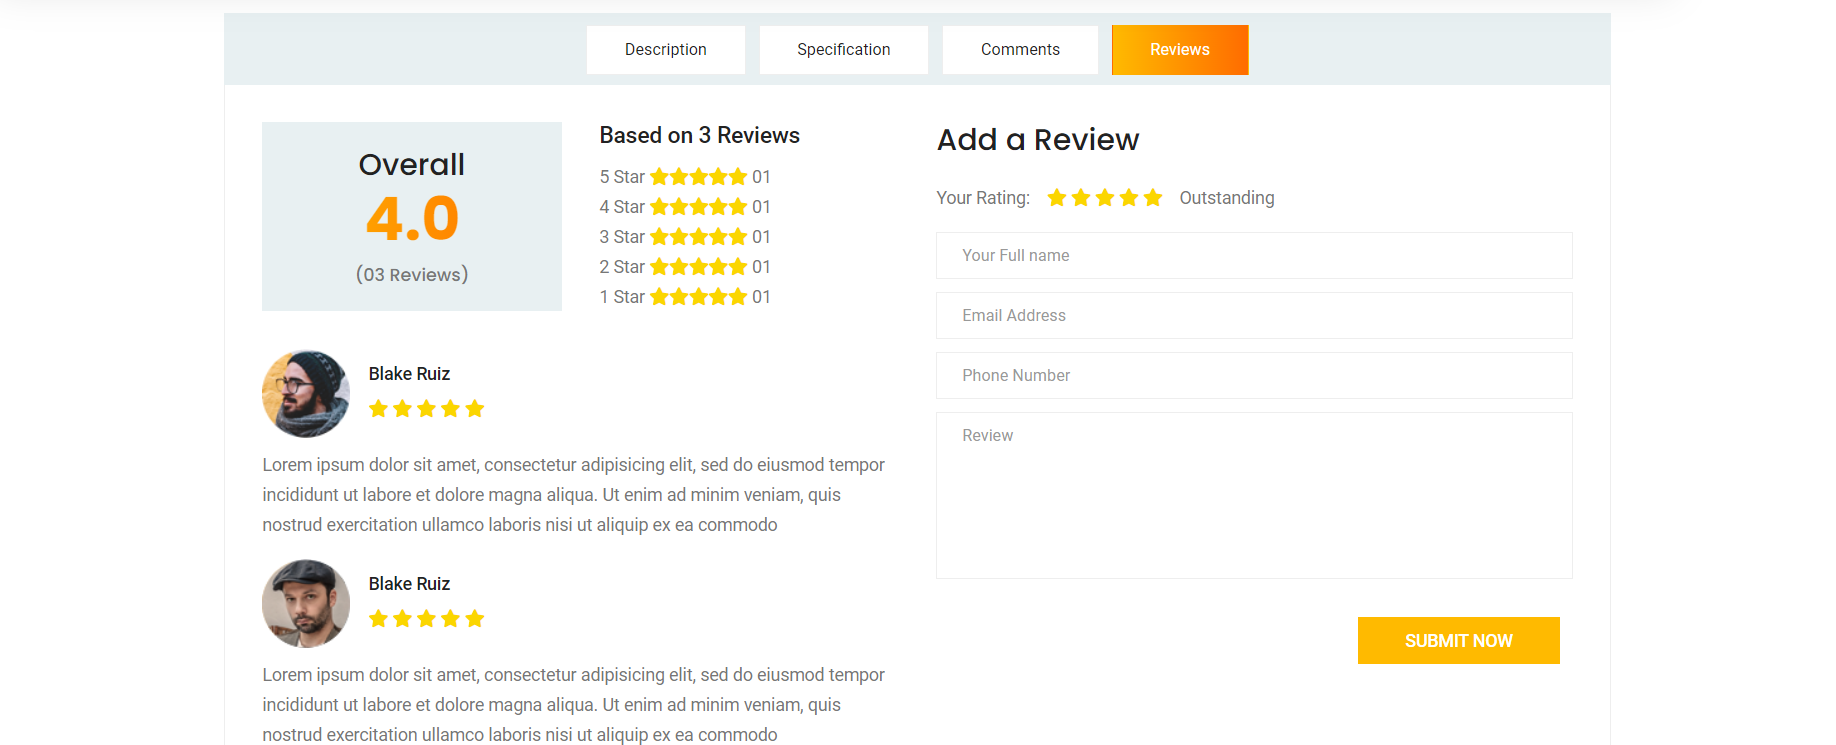 Description
Specification
Comments
Reviews
Overall
4.0
(03 Reviews)
Based on 3 Reviews
5 Star 01
4 Star 01
3 Star 01
2 Star 01
1 Star 01
Blake Ruiz
Lorem ipsum dolor sit amet, consectetur adipisicing elit, sed do eiusmod tempor
incididunt ut labore et dolore magna aliqua. Ut enim ad minim veniam, quis
nostrud exercitation ullamco laboris nisi ut aliquip ex ea commodo
Blake Ruiz
Lorem ipsum dolor sit amet, consectetur adipisicing elit, sed do eiusmod tempor
incididunt ut labore et dolore magna aliqua. Ut enim ad minim veniam, quis
nostrud exercitation ullamco laboris nisi ut aliquip ex ea commodo
Add a Review
Your Rating: Outstanding
Your Full name
Email Address
Phone Number
Review
SUBMIT NOW